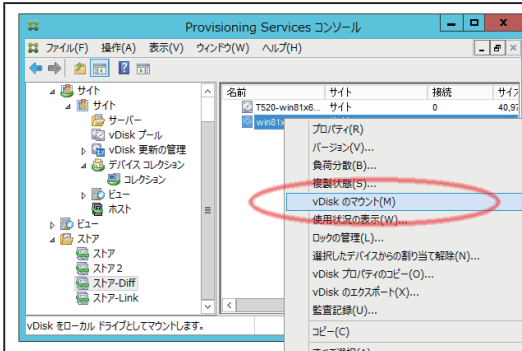 Provisioning Services コンソール
ファイル(F) 操作(A) 表示(V) ウィンドウ(W) ヘルプ(H)
サイト
サイト
サーバー
vDisk プール
vDisk 更新の管理
デバイス コレクション
コレクション
ビュー
ホスト
ビュー
ストア
ストア
ストア2
ストア-Diff
ストア-Link
名前 サイト 接続 サイズ
T520-win81x6... サイト 0 40,97
win81x
プロパティ(R)
バージョン(V)...
負荷分散(B)...
複製状態(S)...
vDisk のマウント(M)
使用状況の表示(W)...
ロックの管理(L)...
選択したデバイスからの割り当て解除(N)...
vDisk プロパティのコピー(O)...
vDisk のエクスポート(X)...
監査記録(U)...
コピー(C)
vDisk をローカル ドライブとしてマウントします。